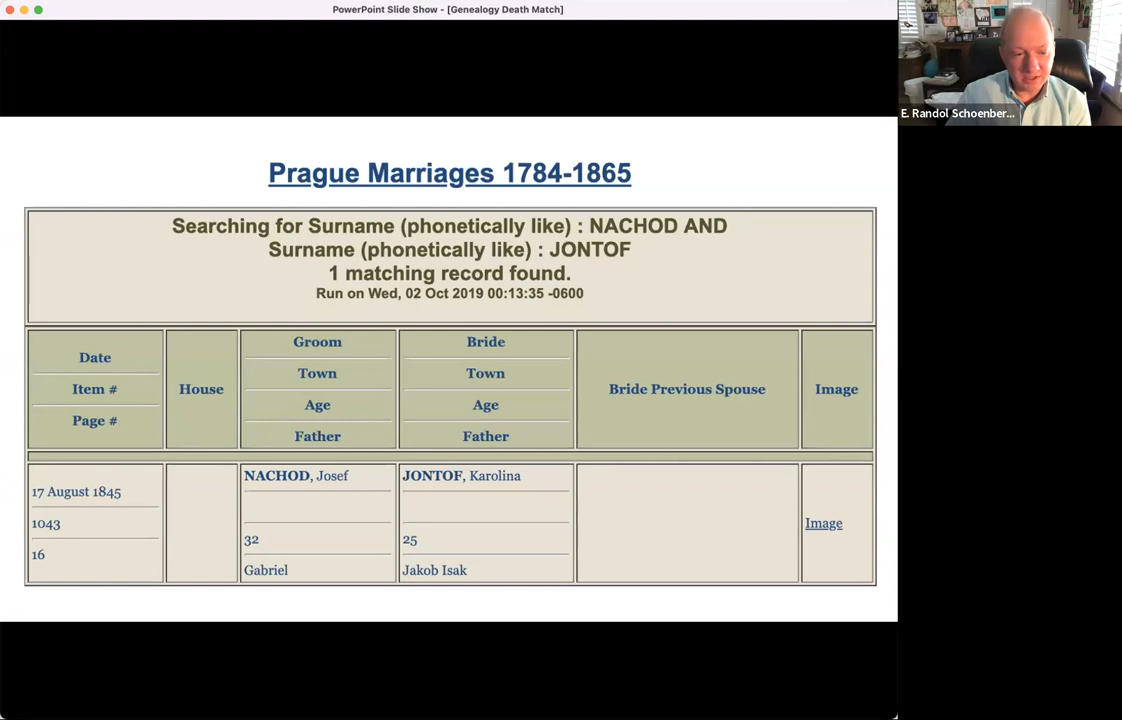 PowerPoint Slide Show - [Genealogy Death Match]
E. Randol Schoenber...
Prague Marriages 1784-1865
Searching for Surname (phonetically like) : NACHOD AND
Surname (phonetically like) : JONTOF
1 matching record found.
Run on Wed, 02 Oct 2019 00:13:35 -0600
Date
Item #
Page #
House
Groom
Town
Age
Father
Bride
Town
Age
Father
Bride Previous Spouse
Image
17 August 1845
1043
16
NACHOD, Josef
32
Gabriel
JONTOF, Karolina
25
Jakob Isak
Image